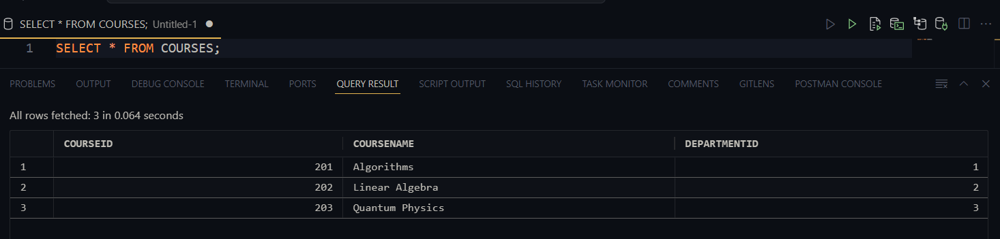 SELECT * FROM COURSES; Untitled-1
1 SELECT * FROM COURSES;
PROBLEMS OUTPUT DEBUG CONSOLE TERMINAL PORTS QUERY RESULT SCRIPT OUTPUT SQL HISTORY TASK MONITOR COMMENTS GITLENS POSTMAN CONSOLE
All rows fetched: 3 in 0.064 seconds
COURSEID COURSENAME DEPARTMENTID
1 201 Algorithms 1
2 202 Linear Algebra 2
3 203 Quantum Physics 3